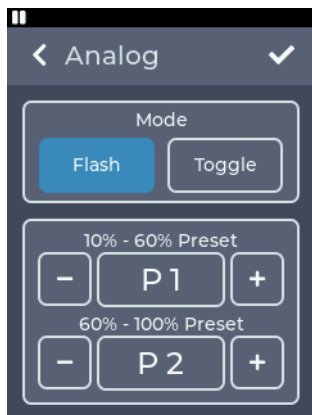 Analog
Mode
Flash Toggle
10% - 60% Preset
- P 1 +
60% - 100% Preset
- P 2 +